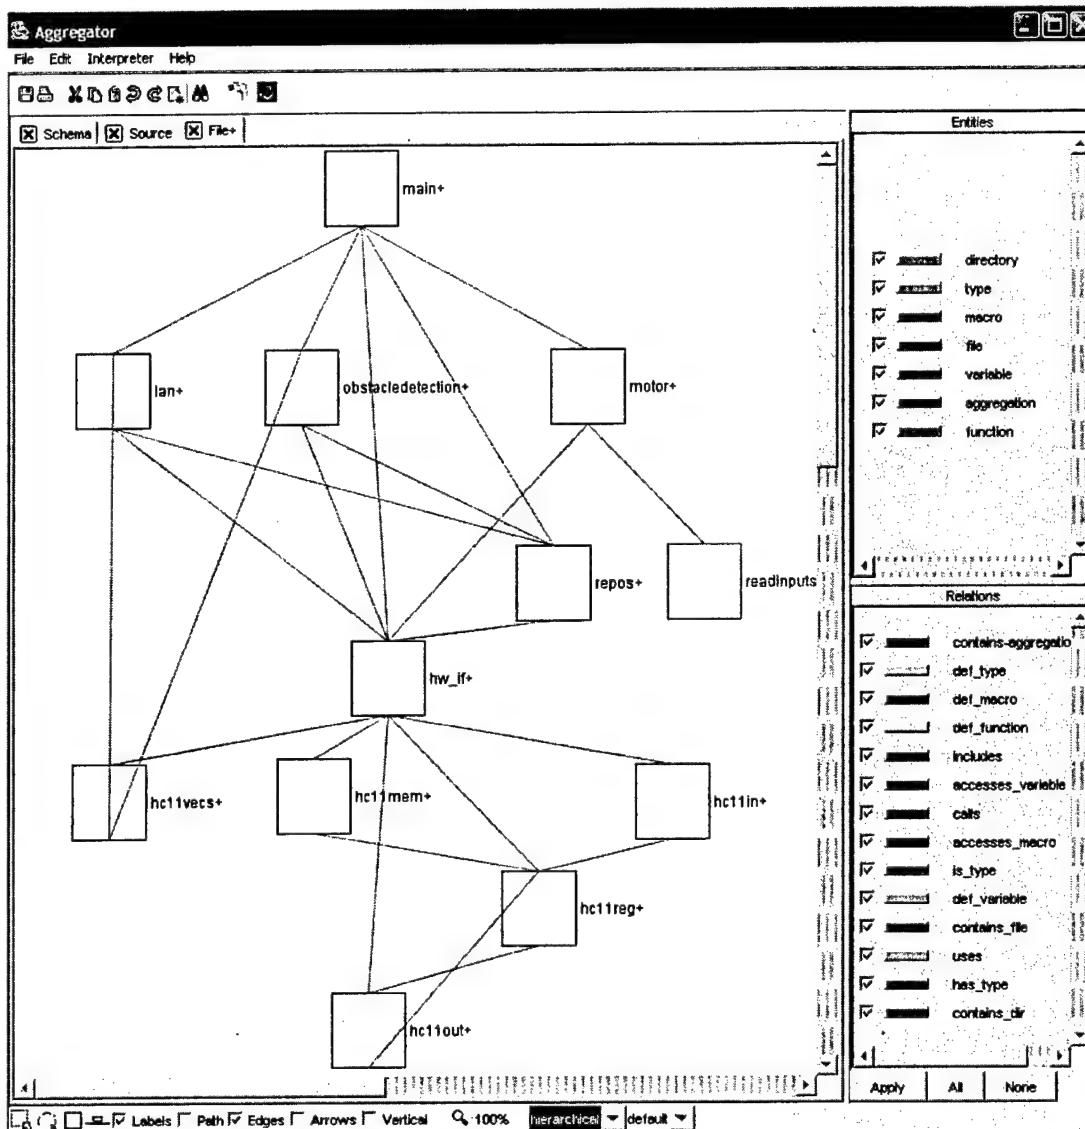 Aggregator
File Edit Interpreter Help
Schema Source File+
main+
lan+
obstacledetection+
motor+
repos+
readinputs
hw_if+
hc11vecs+
hc11mem+
hc11in+
hc11reg+
hc11out+
Entities
directory
type
macro
file
variable
aggregation
function
Relations
contains-aggregatio
def_type
def_macro
def_function
includes
accesses_variable
calls
accesses_macro
is_type
def_variable
contains_file
uses
has_type
contains_dir
Apply All None
Labels Path Edges Arrows Vertical 100% hierarchical default